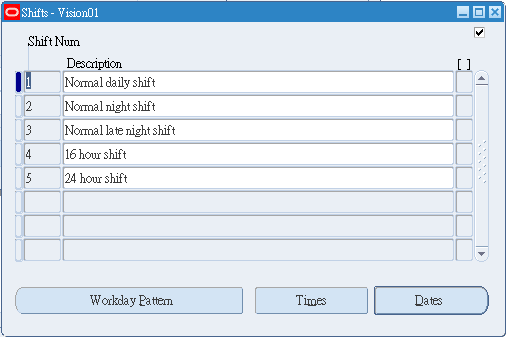 Shifts - Vision01
Shift Num
Description [ ]
1 Normal daily shift
2 Normal night shift
3 Normal late night shift
4 16 hour shift
5 24 hour shift
Workday Pattern Times Dates